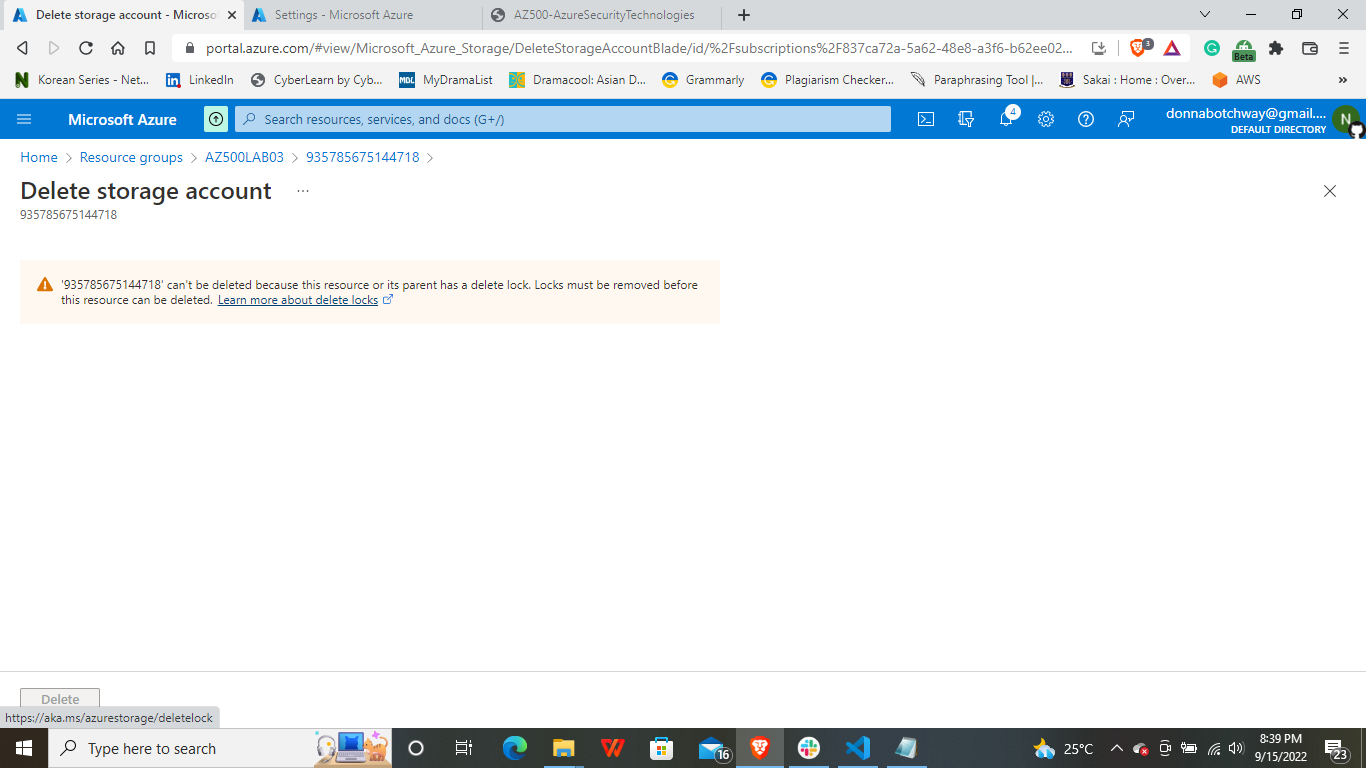 Delete storage account - Microso
Settings - Microsoft Azure
AZ500-AzureSecurityTechnologies
portal.azure.com/#view/Microsoft_Azure_Storage/DeleteStorageAccountBlade/id/%2Fsubscriptions%2F837ca72a-5a62-48e8-a3f6-b62ee02...
3
Beta
Korean Series - Net...
LinkedIn
CyberLearn by Cyb...
MDL MyDramaList
Dramacool: Asian D...
Grammarly
Plagiarism Checker...
Paraphrasing Tool |...
Sakai : Home : Over...
AWS
»
Microsoft Azure
Search resources, services, and docs (G+/)
4
donnabotchway@gmail....
DEFAULT DIRECTORY
N
Home > Resource groups > AZ500LAB03 > 935785675144718 >
Delete storage account ...
935785675144718
'935785675144718' can't be deleted because this resource or its parent has a delete lock. Locks must be removed before
this resource can be deleted. Learn more about delete locks
Delete
https://aka.ms/azurestorage/deletelock
Type here to search
16
25°C
8:39 PM
9/15/2022
23